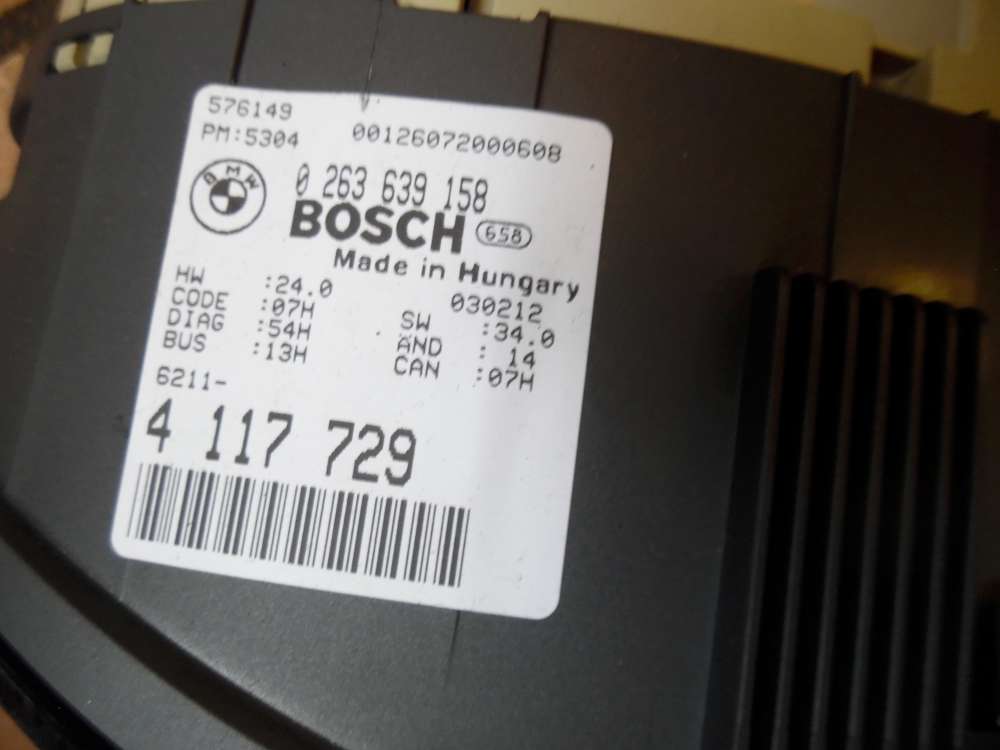 576149
PM:5304 00126072000608
BMW 0 263 639 158
BOSCH 658
Made in Hungary
HW :24.0 030212
CODE :07H SW :34.0
DIAG :54H ÄND : 14
BUS :13H CAN :07H
6211-
4 117 729